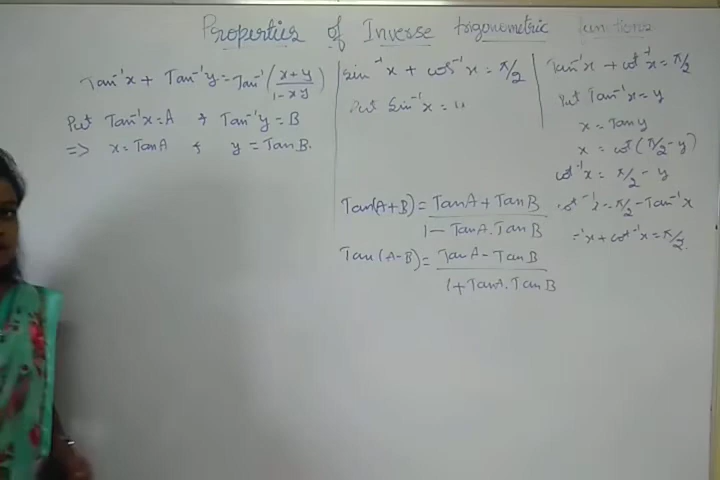 Properties of Inverse trigonometric functions
Tan⁻¹x + Tan⁻¹y = Tan⁻¹((x+y)/(1-xy))
Put Tan⁻¹x = A & Tan⁻¹y = B
=> x = TanA & y = TanB.
Sin⁻¹x + cos⁻¹x = π/2
Put Sin⁻¹x =
Tan(A+B) = (TanA + TanB)/(1 - TanA.TanB)
Tan(A-B) = (TanA - TanB)/(1 + TanA.TanB)
Tan⁻¹x + cot⁻¹x = π/2
Put Tan⁻¹x = y
x = Tany
x = cot(π/2 - y)
cot⁻¹x = π/2 - y
cot⁻¹x = π/2 - Tan⁻¹x
⁻¹x + cot⁻¹x = π/2.